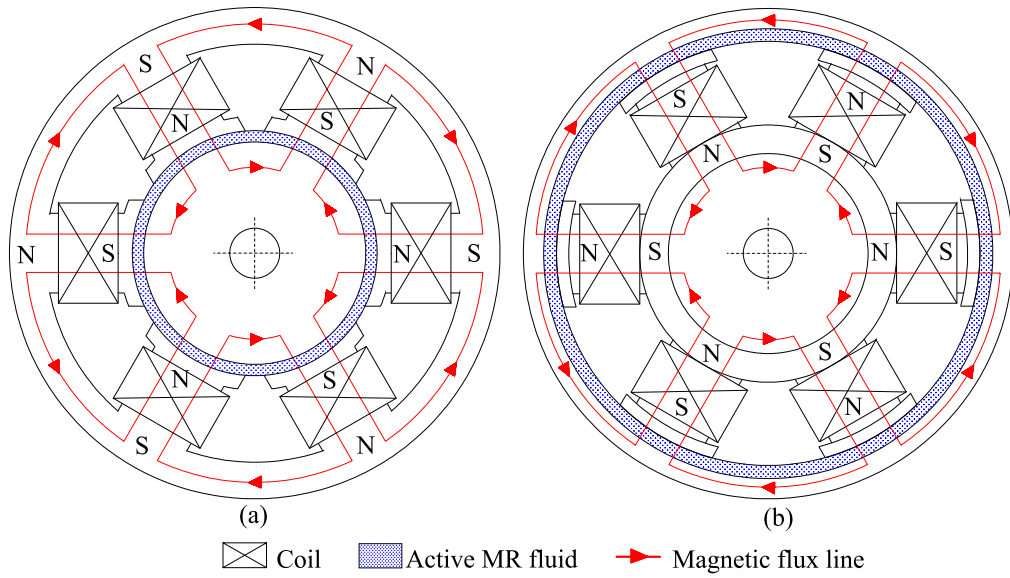 S N
N S
N S N S
S N
N S
S N
(a)
S N
N S
N S N S
N S
S N
(b)
Coil Active MR fluid Magnetic flux line